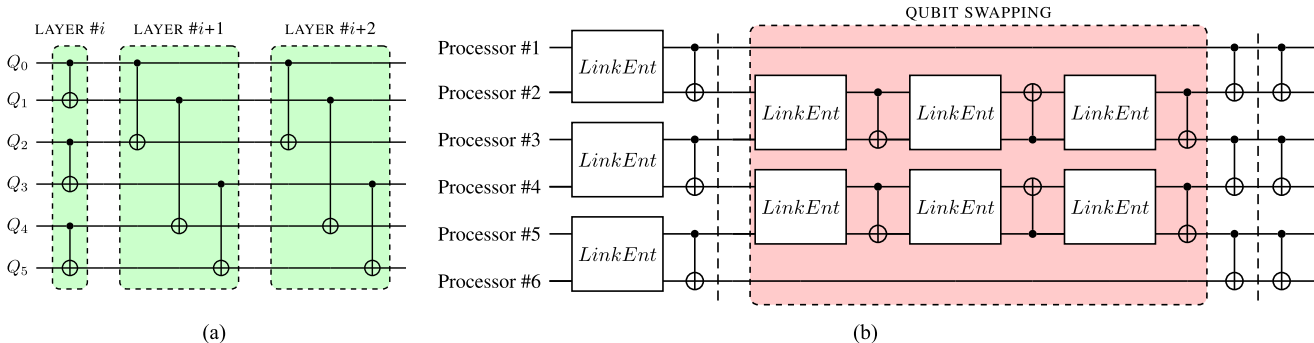 LAYER #i LAYER #i+1 LAYER #i+2
Q0
Q1
Q2
Q3
Q4
Q5
(a)
QUBIT SWAPPING
Processor #1
Processor #2
Processor #3
Processor #4
Processor #5
Processor #6
LinkEnt
LinkEnt
LinkEnt
LinkEnt LinkEnt LinkEnt
LinkEnt LinkEnt LinkEnt
(b)